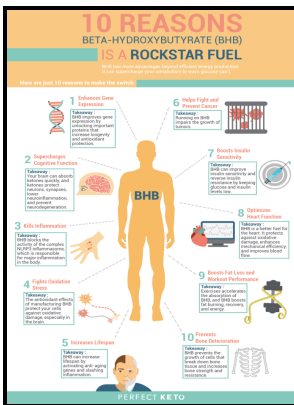 10 REASONS
BETA-HYDROXYBUTYRATE (BHB)
IS A ROCKSTAR FUEL
Here are just 10 reasons to make the switch:
1 Enhances Gene
Expression
Takeaway :
BHB improves gene
expression by
unlocking important
proteins that
increase longevity
and antioxidant
protection.
2 Supercharges
Cognitive Function
Takeaway :
Your brain can absorb
ketones quickly, and
ketones protect
neurons, synapses,
lower
neuroinflammation,
and prevent
neurodegeneration.
3 Kills Inflammation
Takeaway :
BHB blocks the
activity of the complex
NLRP3 inflammasome,
which is responsible
for major inflammation
in the body.
4 Fights Oxidative
Stress
Takeaway :
The antioxidant effects
of manufacturing BHB
protect your cells
against oxidative
damage, especially in
the brain.
5 Increases Lifespan
Takeaway :
BHB can increase
lifespan by
activating anti-aging
genes and slashing
inflammation
BHB
6 Helps Fight and
Prevent Cancer
Takeaway :
Running on BHB
impairs the growth of
tumors.
7 Boosts Insulin
Sensitivity
Takeaway :
BHB can improve
insulin sensitivity and
reverse insulin
resistance by keeping
glucose and insulin
levels low.
8 Optimizes
Heart Function
Takeaway :
BHB is a better fuel for
the heart. It protects
against oxidative
damage, enhances
mechanical efficiency,
and improves blood
flow.
9 Boosts Fat Loss and
Workout Performance
Takeaway :
Exercises accelerates
the absorption of
BHB, and BHB boosts
fat burning, recovery,
and energy.
10 Prevents
Bone Deterioration
Takeaway :
BHB prevents the
growth of cells that
break down bone
tissue and increases
bone strength and
resistance.
PERFECT KETO